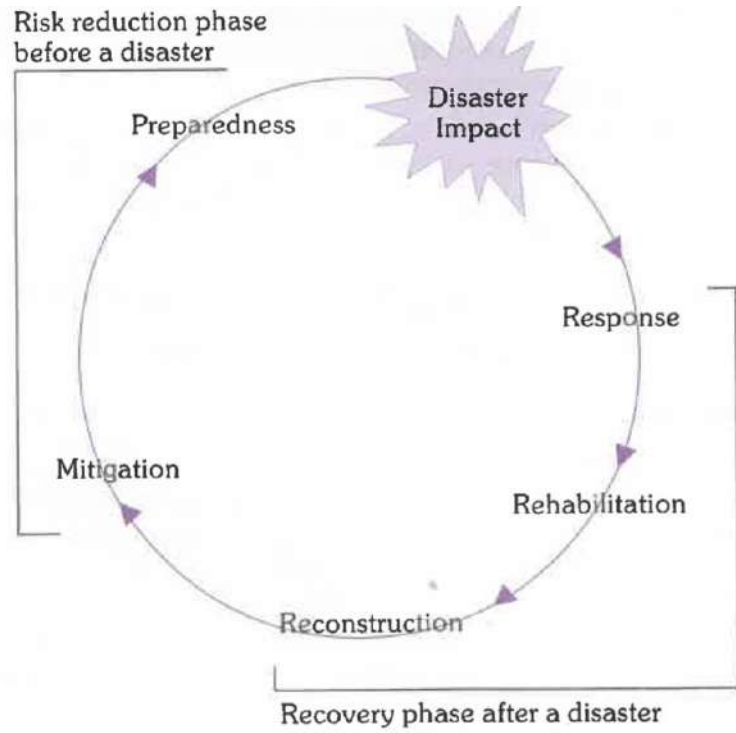 Risk reduction phase
before a disaster
Disaster
Impact
Preparedness
Response
Mitigation
Rehabilitation
Reconstruction
Recovery phase after a disaster